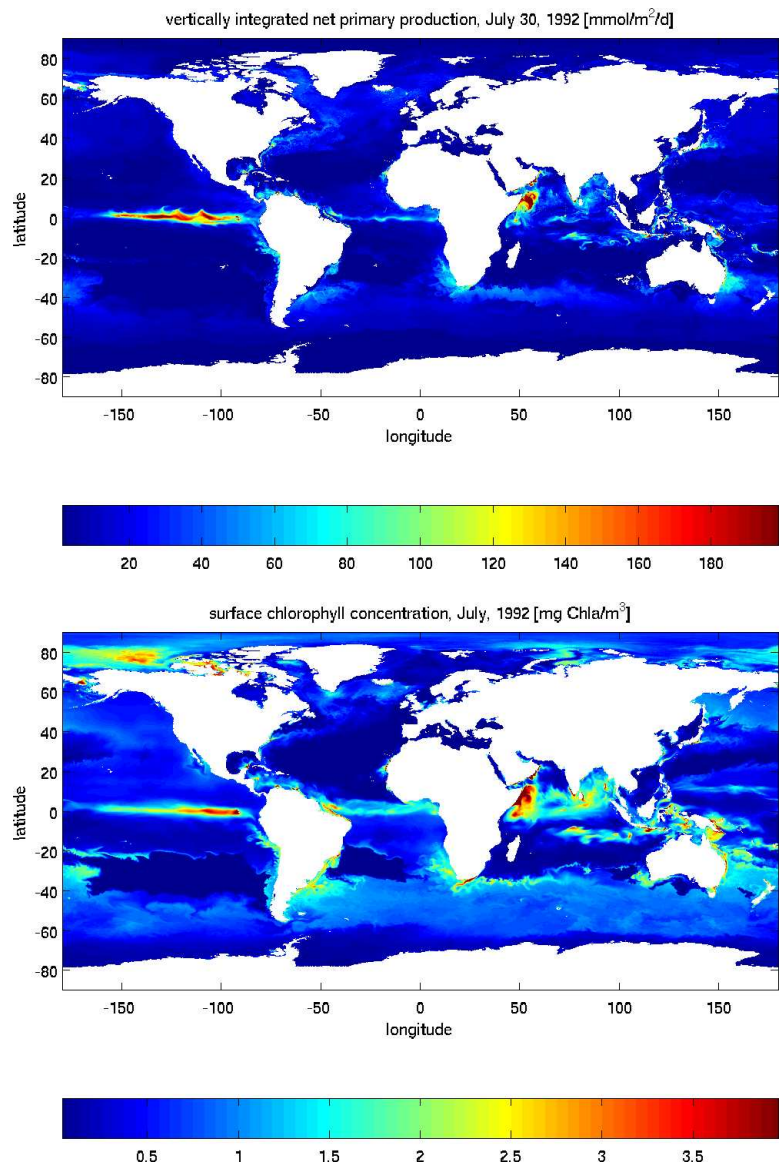 vertically integrated net primary production, July 30, 1992 [mmol/m²/d]
80
60
40
20
0
-20
-40
-60
-80
latitude
-150 -100 -50 0 50 100 150
longitude
20 40 60 80 100 120 140 160 180
surface chlorophyll concentration, July, 1992 [mg Chla/m³]
80
60
40
20
0
-20
-40
-60
-80
latitude
-150 -100 -50 0 50 100 150
longitude
0.5 1 1.5 2 2.5 3 3.5